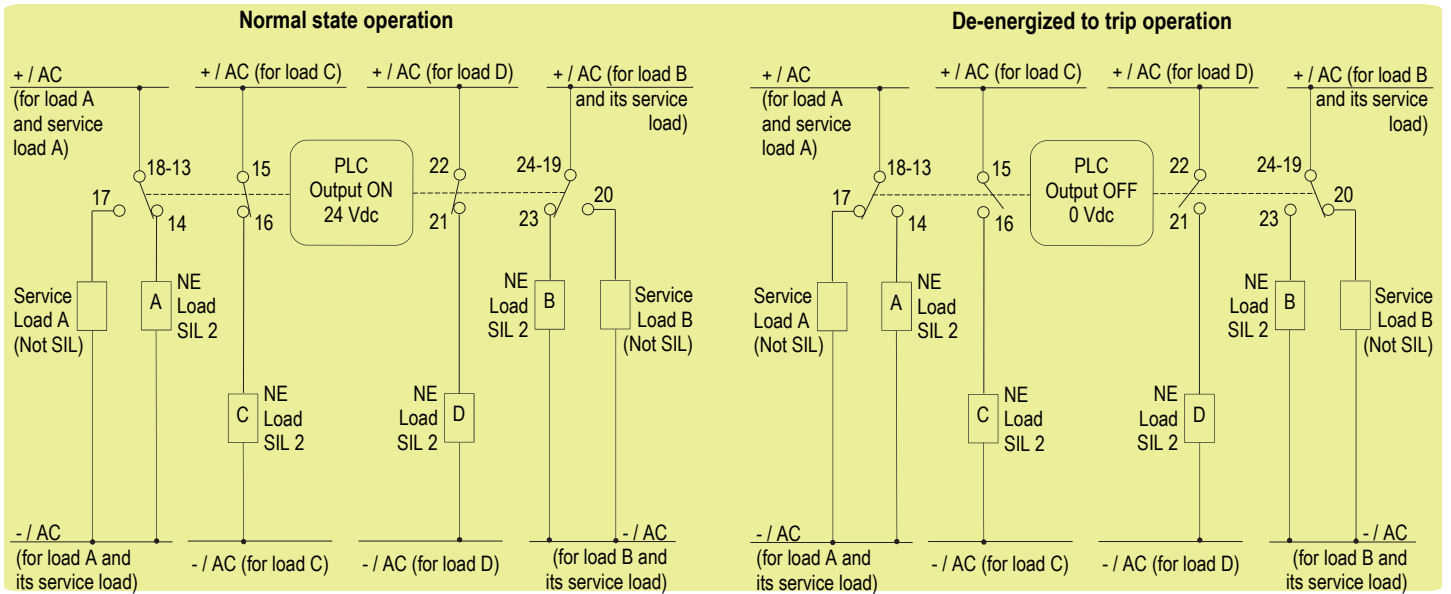 Normal state operation
+ / AC
(for load A
and service
load A)
+ / AC (for load C)
+ / AC (for load D)
+ / AC (for load B
and its service
load)
18-13
15
PLC
Output ON
24 Vdc
22
24-19
17
14
16
21
23
20
Service
Load A
(Not SIL)
A
NE
Load
SIL 2
NE
Load
SIL 2
B
Service
Load B
(Not SIL)
C
NE
Load
SIL 2
NE
Load
SIL 2
D
- / AC
(for load A and
its service load)
- / AC (for load C)
- / AC (for load D)
- / AC
(for load B and
its service load)
De-energized to trip operation
+ / AC
(for load A
and service
load A)
+ / AC (for load C)
+ / AC (for load D)
+ / AC (for load B
and its service
load)
18-13
15
PLC
Output OFF
0 Vdc
22
24-19
17
14
16
21
23
20
Service
Load A
(Not SIL)
A
NE
Load
SIL 2
NE
Load
SIL 2
B
Service
Load B
(Not SIL)
C
NE
Load
SIL 2
NE
Load
SIL 2
D
- / AC
(for load A and
its service load)
- / AC (for load C)
- / AC (for load D)
- / AC
(for load B and
its service load)